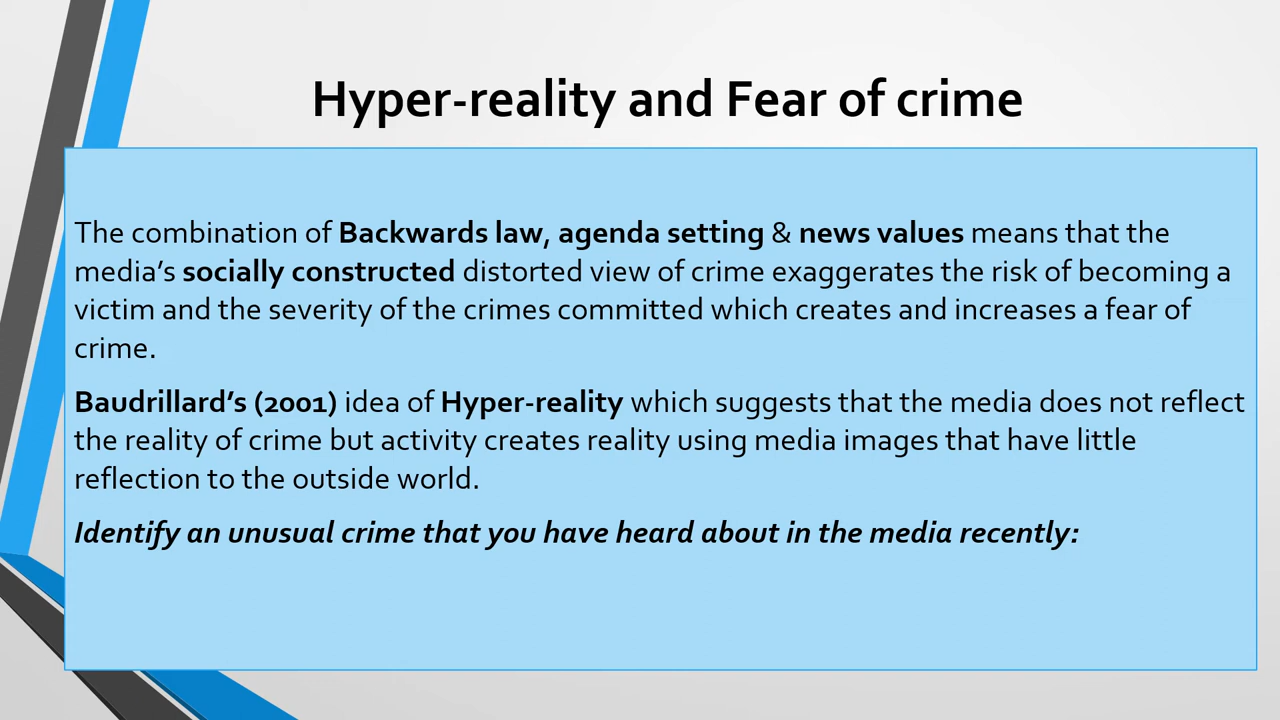 Hyper-reality and Fear of crime
The combination of Backwards law, agenda setting & news values means that the
media’s socially constructed distorted view of crime exaggerates the risk of becoming a
victim and the severity of the crimes committed which creates and increases a fear of
crime.
Baudrillard’s (2001) idea of Hyper-reality which suggests that the media does not reflect
the reality of crime but activity creates reality using media images that have little
reflection to the outside world.
Identify an unusual crime that you have heard about in the media recently: